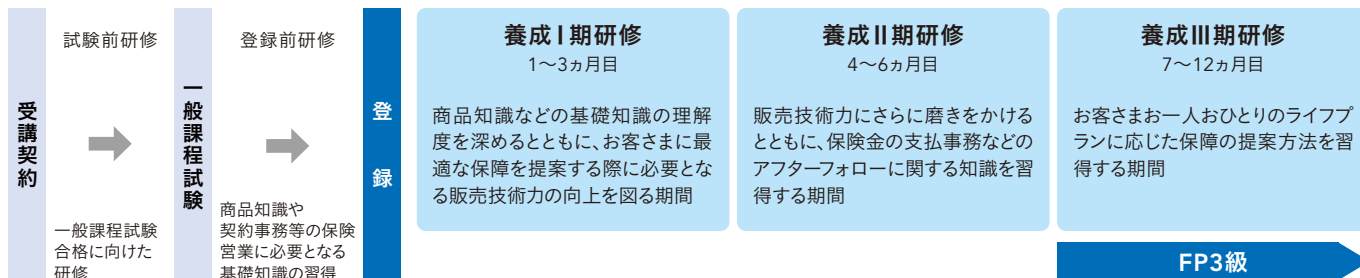 受講契約
試験前研修
一般課程試験
合格に向けた
研修
一般課程試験
登録前研修
商品知識や
契約事務等の保険
営業に必要となる
基礎知識の習得
登録
養成Ⅰ期研修
1〜3ヵ月目
商品知識などの基礎知識の理解
度を深めるとともに、お客さまに最
適な保障を提案する際に必要とな
る販売技術力の向上を図る期間
養成Ⅱ期研修
4〜6ヵ月目
販売技術力にさらに磨きをかける
とともに、保険金の支払事務などの
アフターフォローに関する知識を習
得する期間
養成Ⅲ期研修
7〜12ヵ月目
お客さまお一人おひとりのライフプ
ランに応じた保障の提案方法を習
得する期間
FP3級